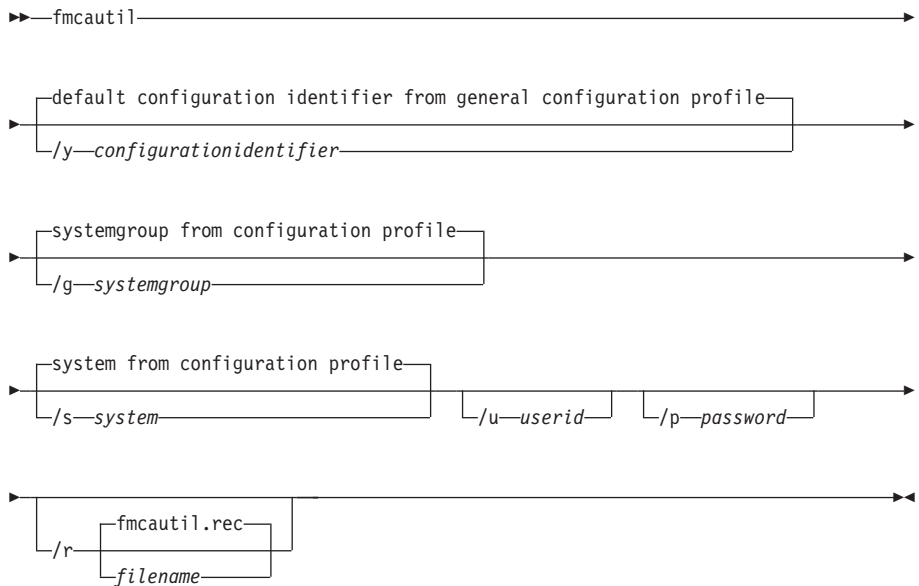 fmcautil
default configuration identifier from general configuration profile
/y configurationidentifier
systemgroup from configuration profile
/g systemgroup
system from configuration profile
/s system /u userid /p password
fmcautil.rec
/r
filename